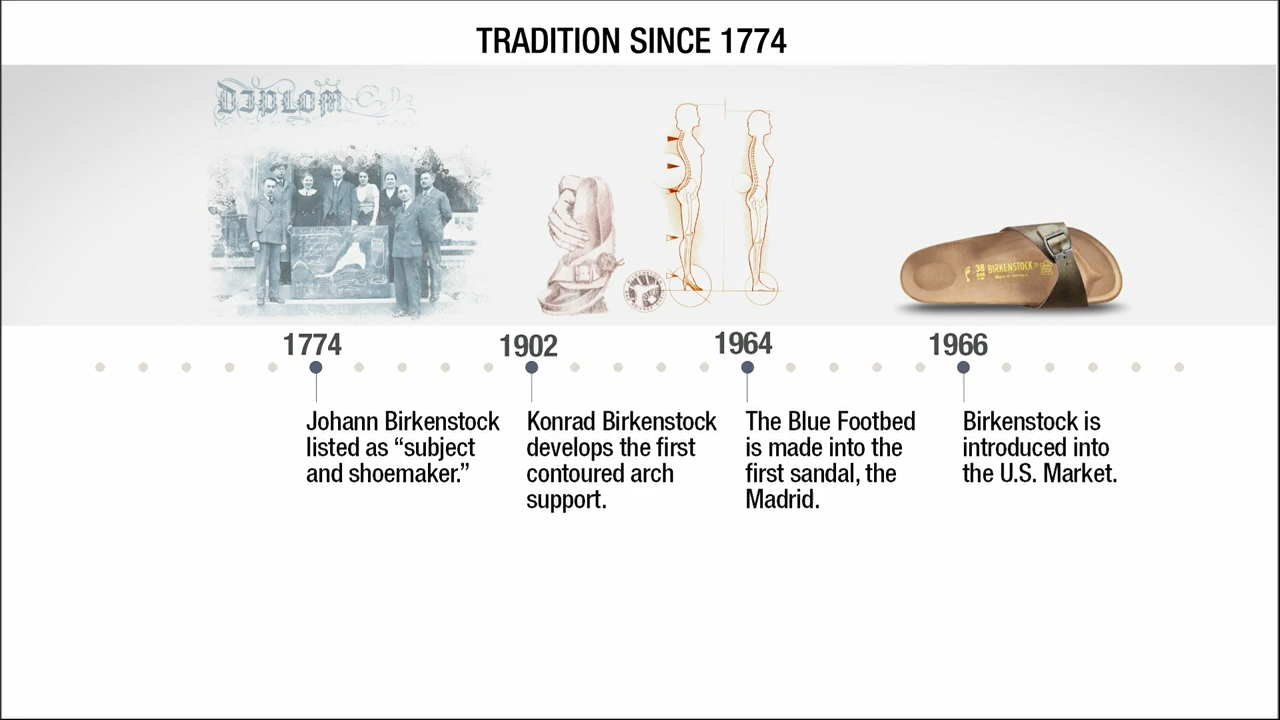 TRADITION SINCE 1774
Diplom
38
BIRKENSTOCK
1774
1902
1964
1966
Johann Birkenstock
listed as “subject
and shoemaker.”
Konrad Birkenstock
develops the first
contoured arch
support.
The Blue Footbed
is made into the
first sandal, the
Madrid.
Birkenstock is
introduced into
the U.S. Market.